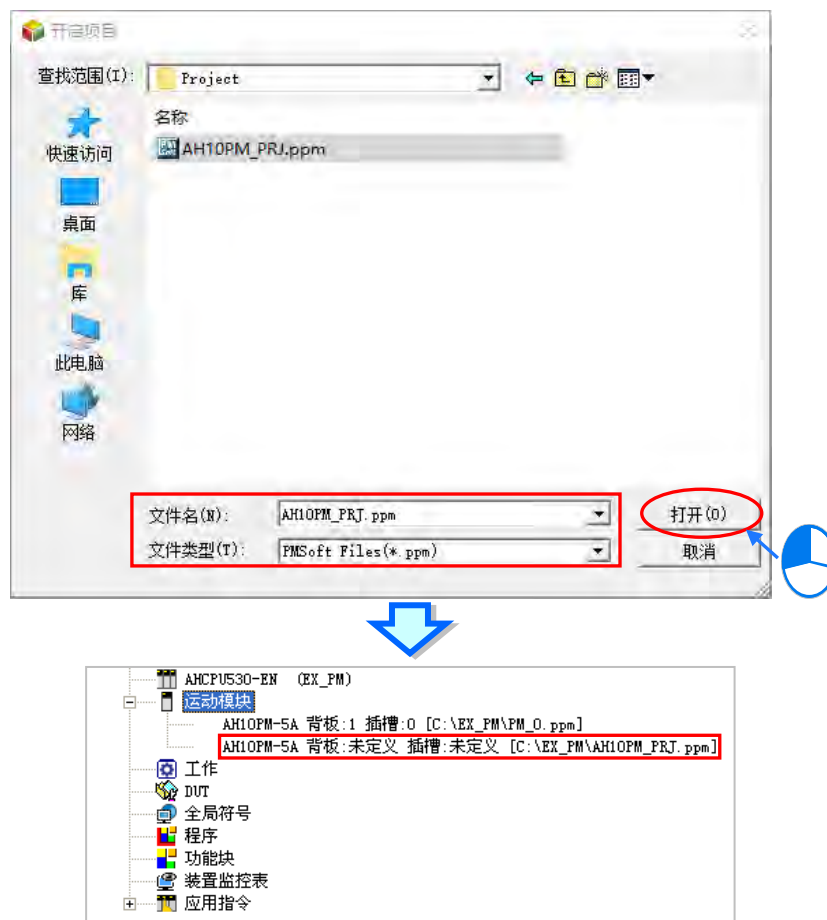 开启项目
查找范围(I): Project
名称
AH10PM_PRJ.ppm
快速访问
桌面
库
此电脑
网络
文件名(N): AH10PM_PRJ.ppm 打开(O)
文件类型(T): PMSoft Files(*.ppm) 取消
AHCPU530-EN (EX_PM)
运动模块
AH10PM-5A 背板:1 插槽:0 [C:\EX_PM\PM_0.ppm]
AH10PM-5A 背板:未定义 插槽:未定义 [C:\EX_PM\AH10PM_PRJ.ppm]
工作
DUT
全局符号
程序
功能块
装置监控表
应用指令